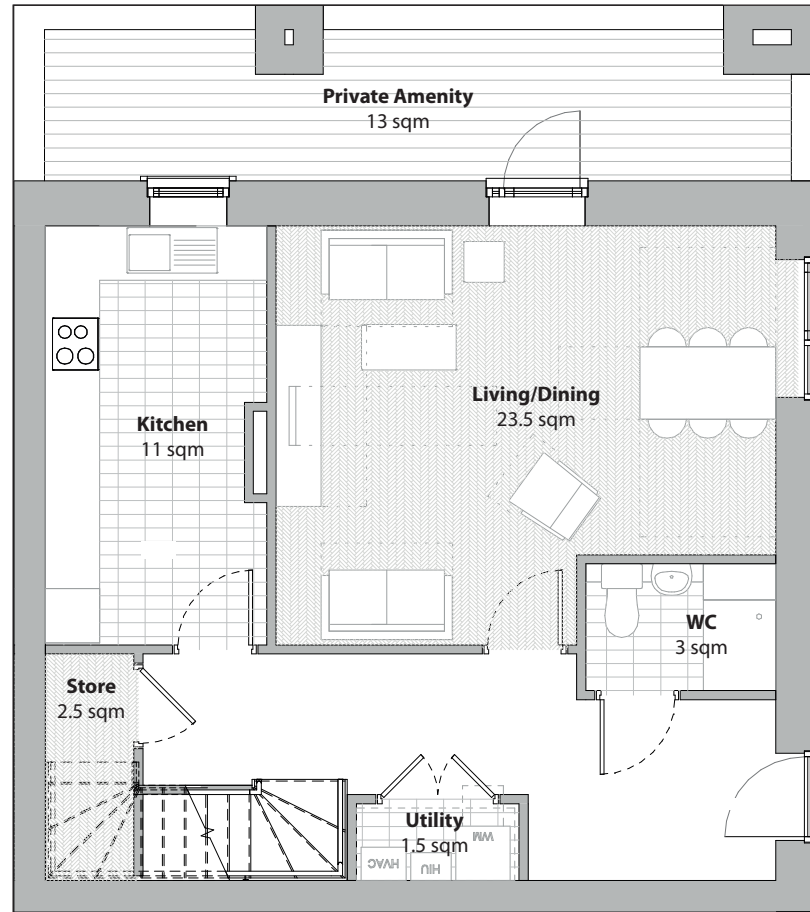 Private Amenity
13 sqm
Living/Dining
23.5 sqm
Kitchen
11 sqm
WC
3 sqm
Store
2.5 sqm
Utility
1.5 sqm
WM
HVAC
HIU